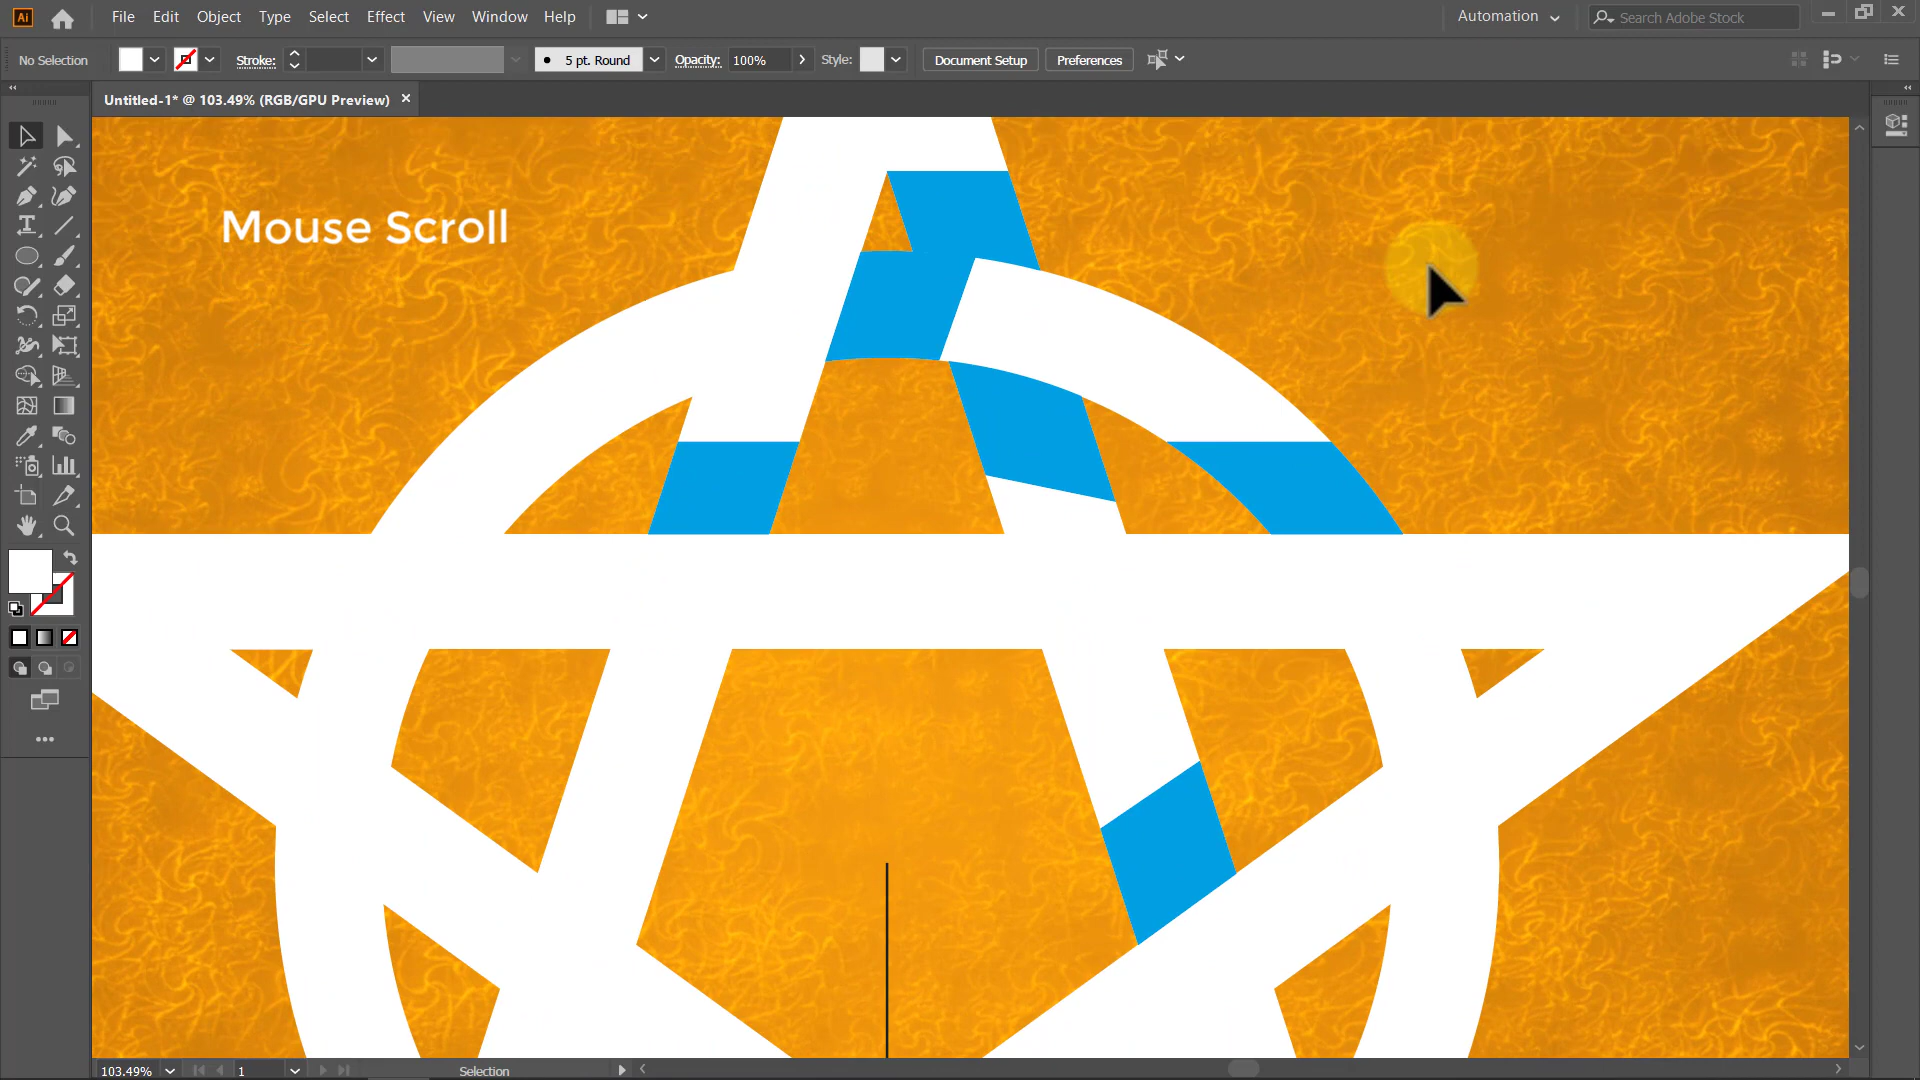 Ai File Edit Object Type Select Effect View Window Help Automation Search Adobe Stock
No Selection Stroke: 5 pt. Round Opacity: 100% Style: Document Setup Preferences
Untitled-1* @ 103.49% (RGB/GPU Preview)
Mouse Scroll
103.49% 1 Selection